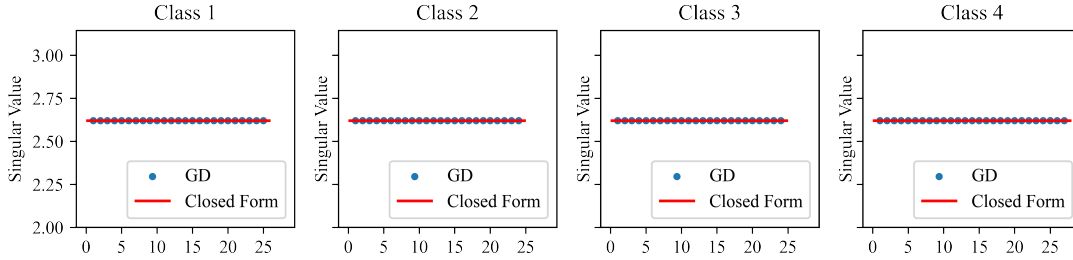 Class 1
Singular Value
3.00
2.75
2.50
2.25
2.00
GD
Closed Form
0 5 10 15 20 25
Class 2
Singular Value
GD
Closed Form
0 5 10 15 20 25
Class 3
Singular Value
GD
Closed Form
0 5 10 15 20 25
Class 4
Singular Value
GD
Closed Form
0 5 10 15 20 25